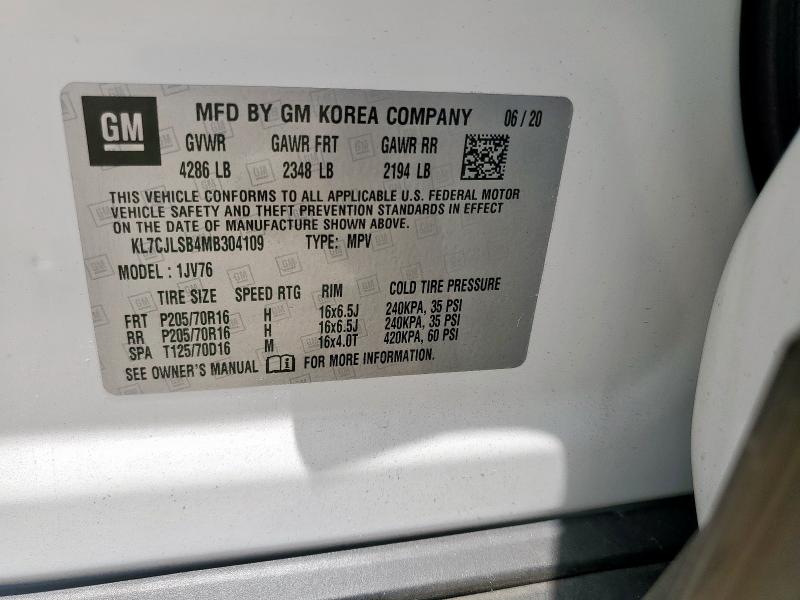 GM MFD BY GM KOREA COMPANY 06/20
GVWR GAWR FRT GAWR RR
4286 LB 2348 LB 2194 LB
THIS VEHICLE CONFORMS TO ALL APPLICABLE U.S. FEDERAL MOTOR
VEHICLE SAFETY AND THEFT PREVENTION STANDARDS IN EFFECT
ON THE DATE OF MANUFACTURE SHOWN ABOVE.
KL7CJLSB4MB304109 TYPE: MPV
MODEL: 1JV76
TIRE SIZE SPEED RTG RIM COLD TIRE PRESSURE
FRT P205/70R16 H 16x6.5J 240KPA, 35 PSI
RR P205/70R16 H 16x6.5J 240KPA, 35 PSI
SPA T125/70D16 M 16x4.0T 420KPA, 60 PSI
SEE OWNER'S MANUAL FOR MORE INFORMATION.